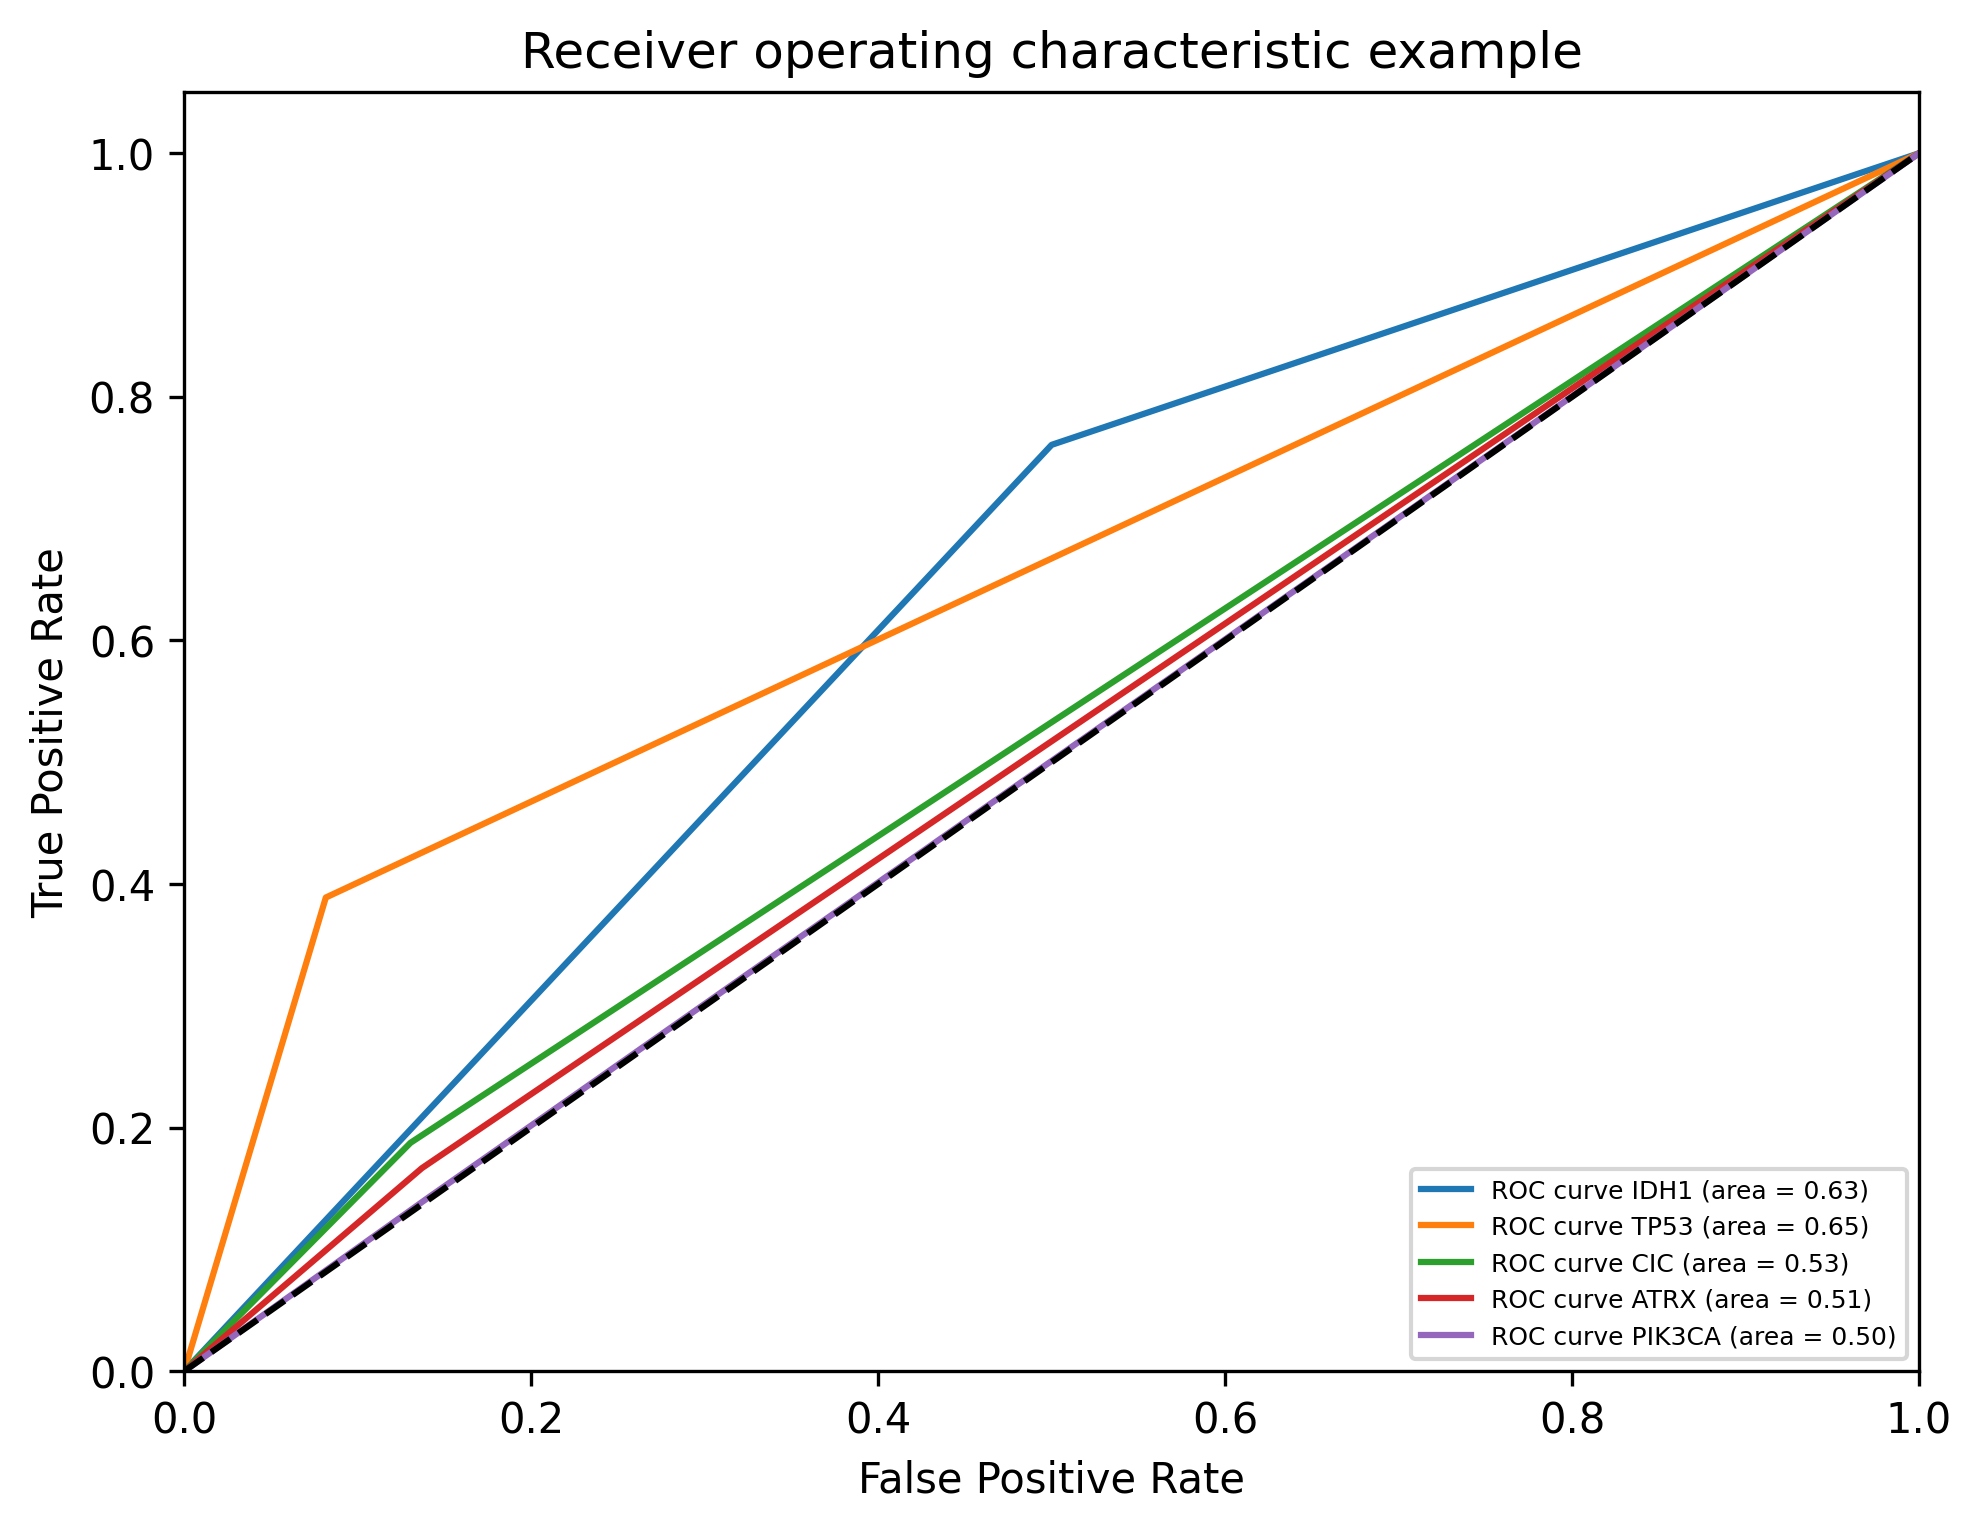 Receiver operating characteristic example
1.0
0.8
0.6
0.4
0.2
0.0
True Positive Rate
ROC curve IDH1 (area = 0.63)
ROC curve TP53 (area = 0.65)
ROC curve CIC (area = 0.53)
ROC curve ATRX (area = 0.51)
ROC curve PIK3CA (area = 0.50)
0.0 0.2 0.4 0.6 0.8 1.0
False Positive Rate